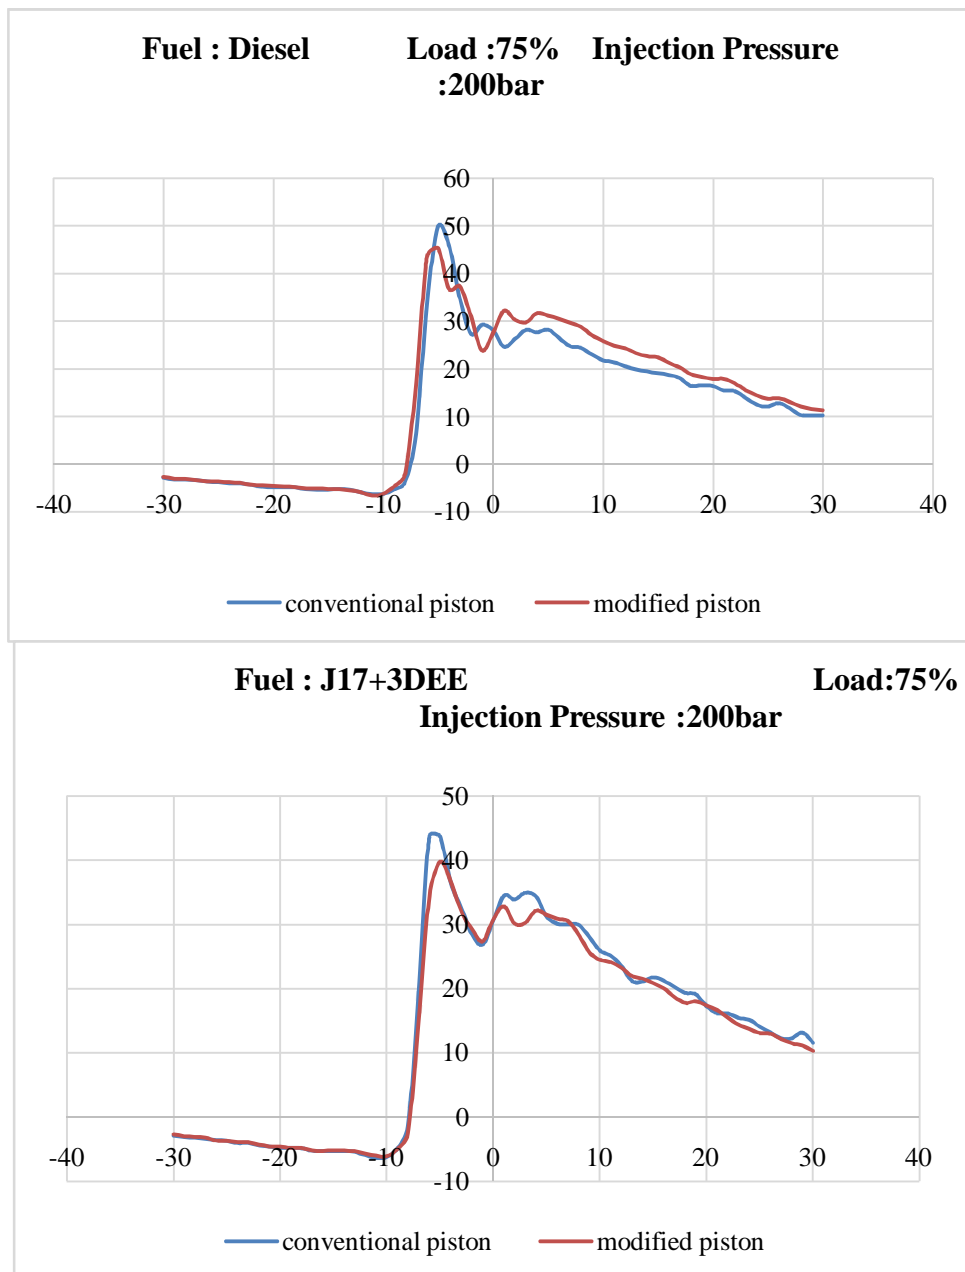 Fuel : Diesel Load :75% Injection Pressure
:200bar
60
50
40
30
20
10
0
-10
-40 -30 -20 -10 0 10 20 30 40
conventional piston modified piston
Fuel : J17+3DEE Load:75%
Injection Pressure :200bar
50
40
30
20
10
0
-10
-40 -30 -20 -10 0 10 20 30 40
conventional piston modified piston